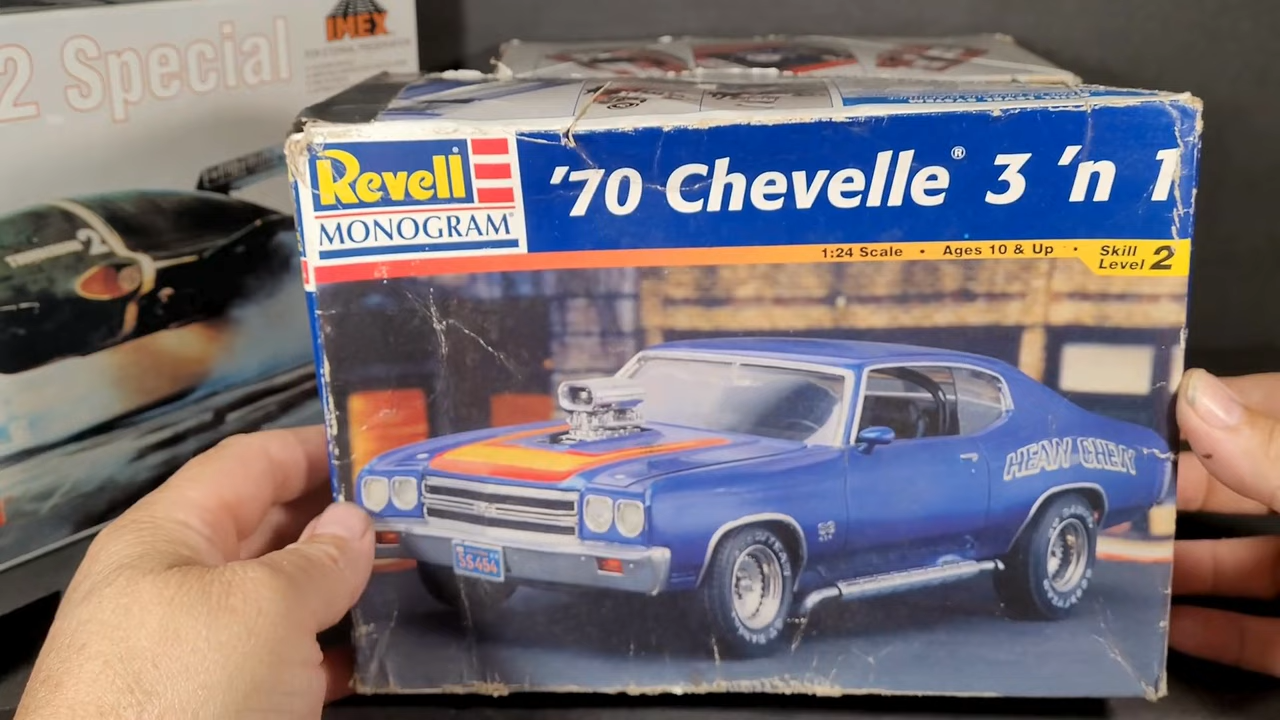 2 Special
IMEX
Revell
MONOGRAM®
'70 Chevelle® 3 'n 1
1:24 Scale • Ages 10 & Up • Skill Level 2
HEAVY CHEVY
SS454